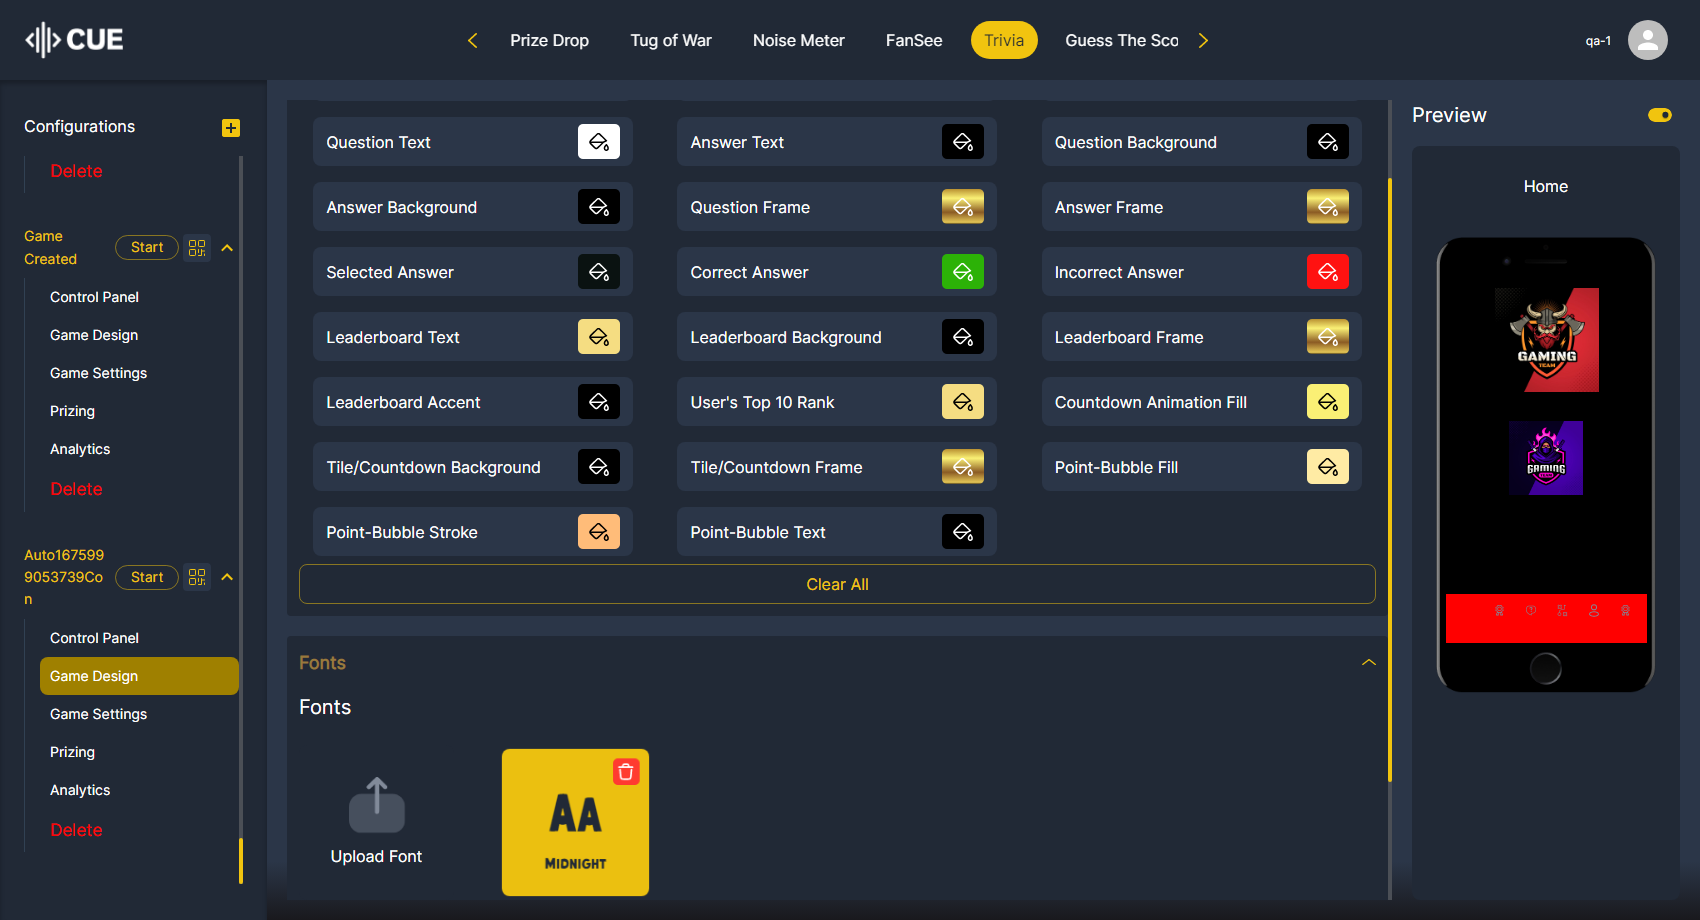 CUE
Prize Drop
Tug of War
Noise Meter
FanSee
Trivia
Guess The Sco
qa-1
Configurations
Delete
Game
Created
Start
Control Panel
Game Design
Game Settings
Prizing
Analytics
Delete
Auto167599
9053739Co
n
Start
Control Panel
Game Design
Game Settings
Prizing
Analytics
Delete
Question Text
Answer Text
Question Background
Answer Background
Question Frame
Answer Frame
Selected Answer
Correct Answer
Incorrect Answer
Leaderboard Text
Leaderboard Background
Leaderboard Frame
Leaderboard Accent
User's Top 10 Rank
Countdown Animation Fill
Tile/Countdown Background
Tile/Countdown Frame
Point-Bubble Fill
Point-Bubble Stroke
Point-Bubble Text
Clear All
Fonts
Fonts
Upload Font
AA
MIDNIGHT
Preview
Home
GAMING
TEAM
GAMING